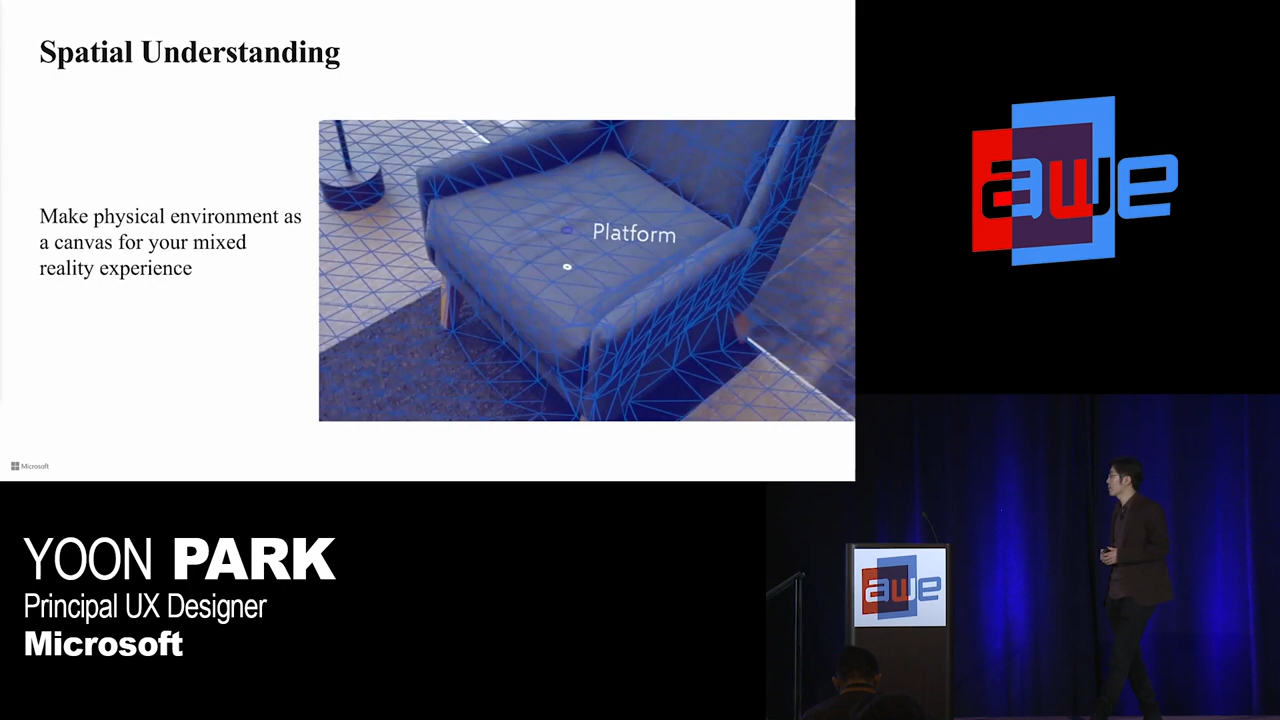 Spatial Understanding
Make physical environment as
a canvas for your mixed
reality experience
Platform
Microsoft
awe
YOON PARK
Principal UX Designer
Microsoft
awe